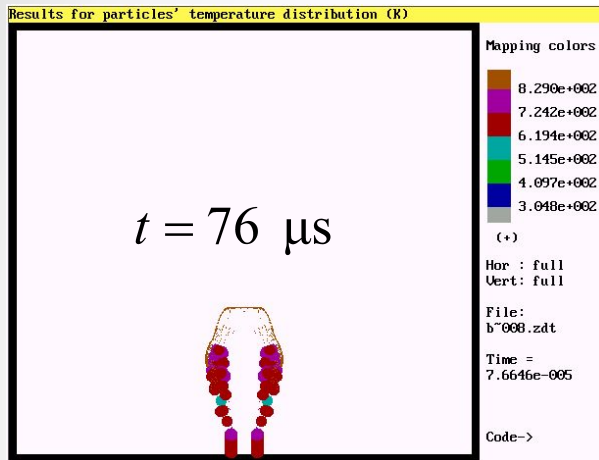 Results for particles' temperature distribution (K)
Mapping colors
8.290e+002
7.242e+002
6.194e+002
5.145e+002
4.097e+002
3.048e+002
(+)
Hor : full
Vert: full
File:
b~008.zdt
Time =
7.6646e-005
Code->
t = 76 μs